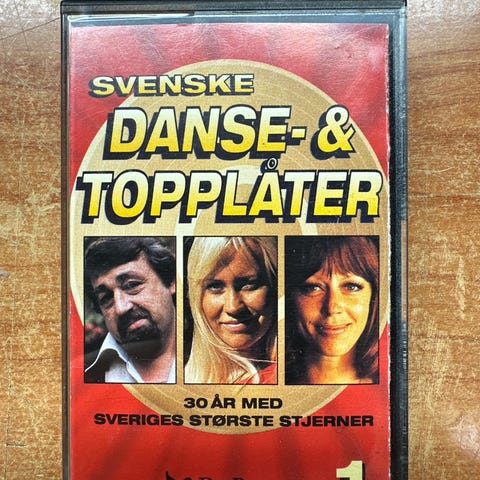 SVENSKE
DANSE- &
TOPPLÅTER
30 ÅR MED
SVERIGES STØRSTE STJERNER
1